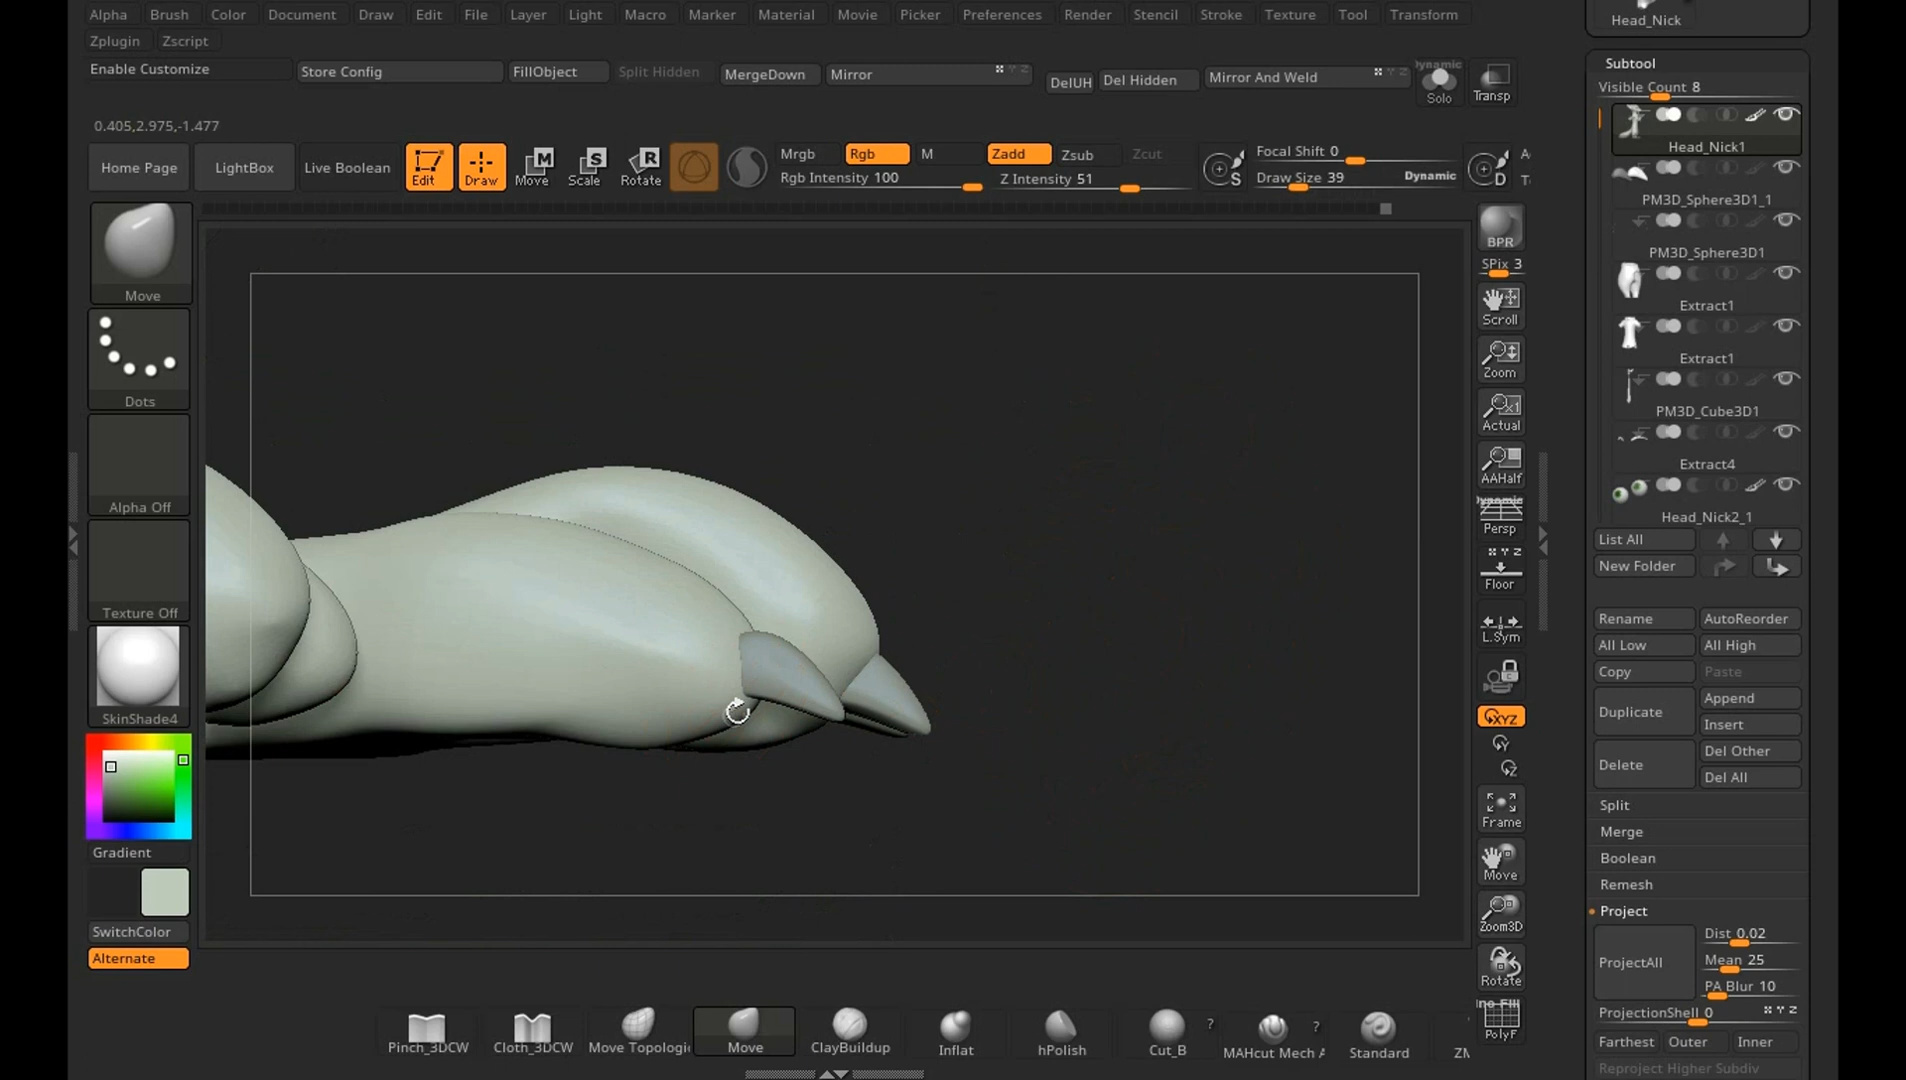 Alpha Brush Color Document Draw Edit File Layer Light Macro Marker Material Movie Picker Preferences Render Stencil Stroke Texture Tool Transform
Zplugin Zscript
Enable Customize Store Config FillObject Split Hidden MergeDown Mirror DelUH Del Hidden Mirror And Weld Dynamic Solo Transp
0.405,2.975,-1.477
Home Page LightBox Live Boolean Edit Draw Move Scale Rotate
Mrgb Rgb M Zadd Zsub Zcut Focal Shift 0
Rgb Intensity 100 Z Intensity 51 Draw Size 39 Dynamic
Move
Dots
Alpha Off
Texture Off
SkinShade4
Gradient
SwitchColor
Alternate
BPR
SPix 3
Scroll
Zoom
Actual
AAHalf
Dynamic
Persp
Floor
L.Sym
XYZ
Frame
Move
Zoom3D
Rotate
PolyF
Pinch_3DCW Cloth_3DCW Move Topologi Move ClayBuildup Inflat hPolish Cut_B ? MAHcut Mech A ? Standard ZM
Head_Nick
Subtool
Visible Count 8
Head_Nick1
PM3D_Sphere3D1_1
PM3D_Sphere3D1
Extract1
Extract1
PM3D_Cube3D1
Extract4
Head_Nick2_1
List All
New Folder
Rename AutoReorder
All Low All High
Copy Paste
Duplicate Append
Insert
Delete Del Other
Del All
Split
Merge
Boolean
Remesh
Project
ProjectAll Dist 0.02
Mean 25
PA Blur 10
ProjectionShell 0
Farthest Outer Inner
Reproject Higher Subdiv